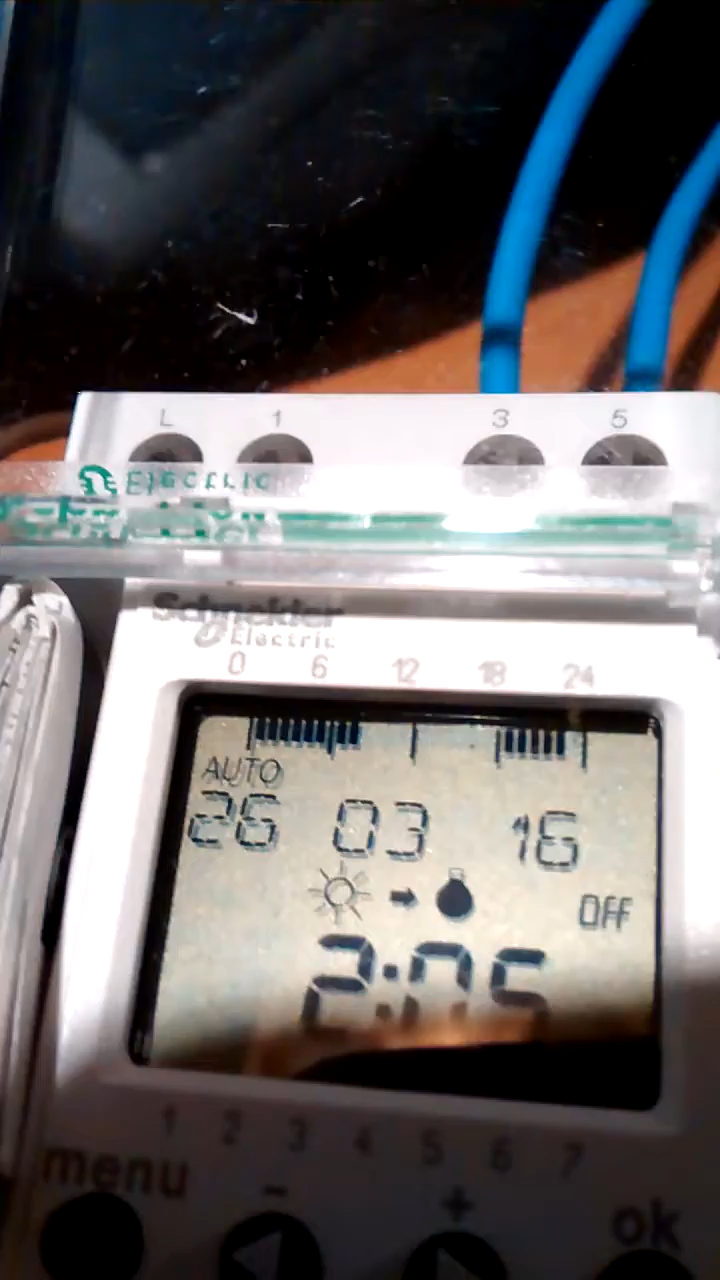 L 1 3 5
Electric
Schneider
Electric
0 6 12 18 24
AUTO
26 03 16
OFF
2:05
1 2 3 4 5 6 7
menu - + ok